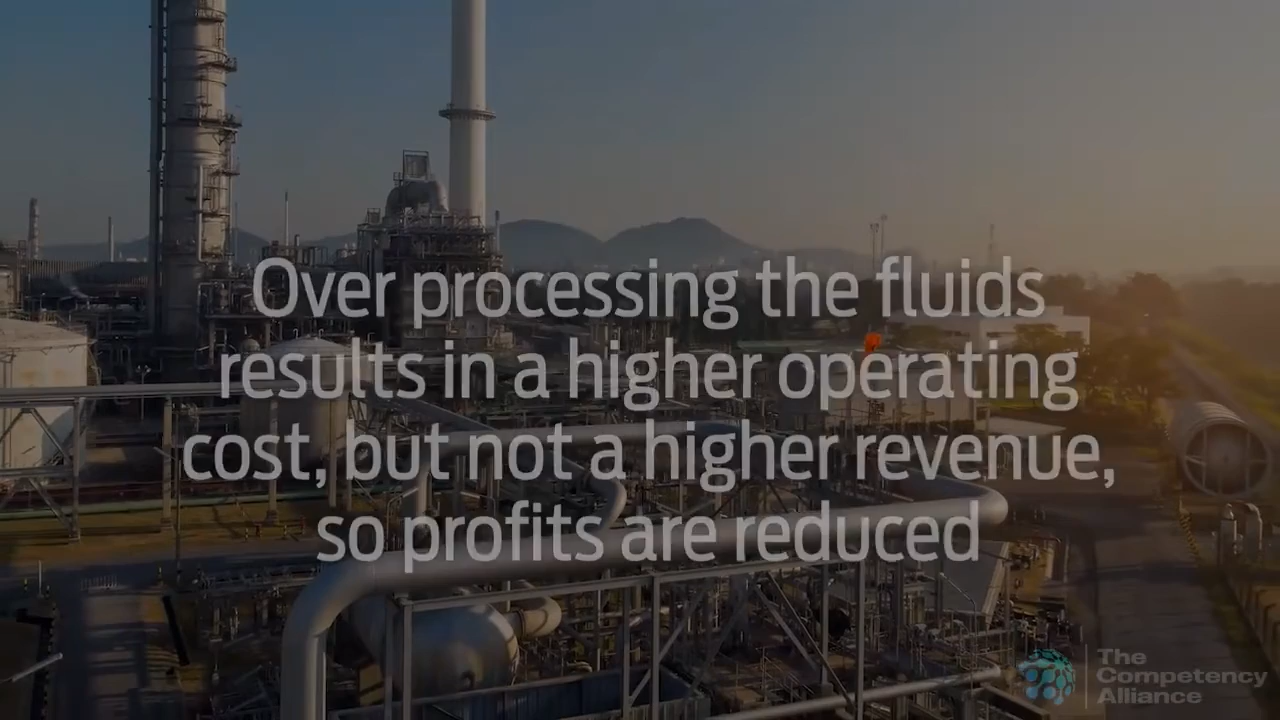 Over processing the fluids
results in a higher operating
cost, but not a higher revenue,
so profits are reduced
The
Competency
Alliance